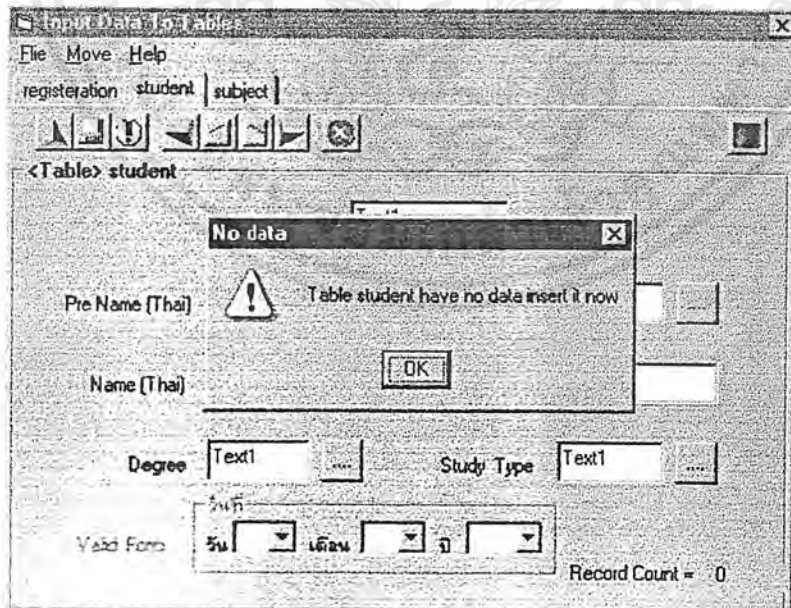 Input Data To Tables
Flie Move Help
registeration student subject
<Table> student
No data
Table student have no data insert it now
Pre Name (Thai)
OK
Name (Thai)
Degree Text1 .... Study Type Text1 ....
วันที่
Valid Form วัน เดือน ปี
Record Count = 0